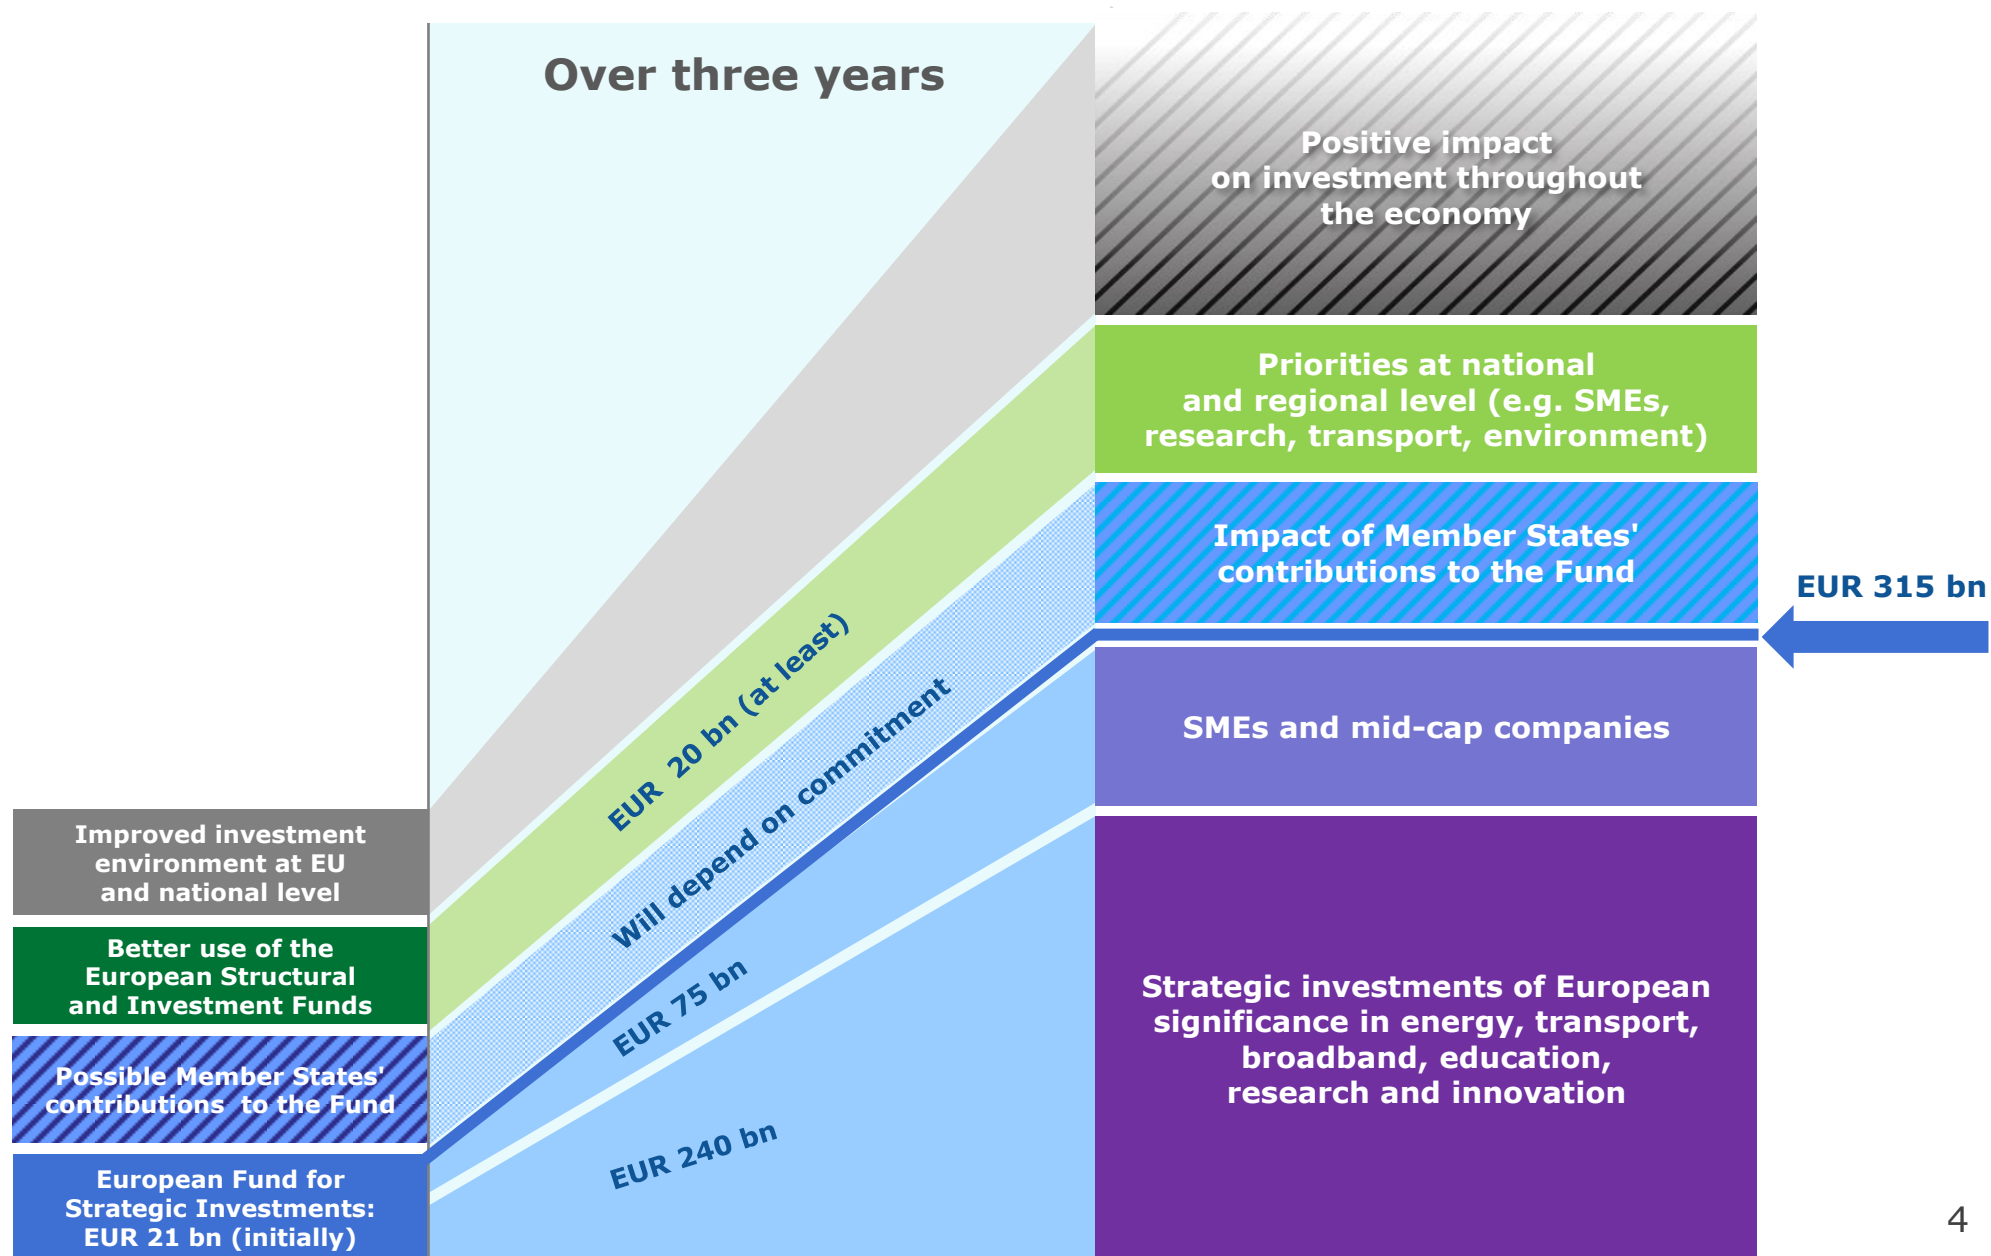 Over three years
Positive impact
on investment throughout
the economy
Priorities at national
and regional level (e.g. SMEs,
research, transport, environment)
Impact of Member States'
contributions to the Fund
EUR 315 bn
SMEs and mid-cap companies
Strategic investments of European
significance in energy, transport,
broadband, education,
research and innovation
EUR 20 bn (at least)
Will depend on commitment
EUR 75 bn
EUR 240 bn
Improved investment
environment at EU
and national level
Better use of the
European Structural
and Investment Funds
Possible Member States'
contributions to the Fund
European Fund for
Strategic Investments:
EUR 21 bn (initially)
4